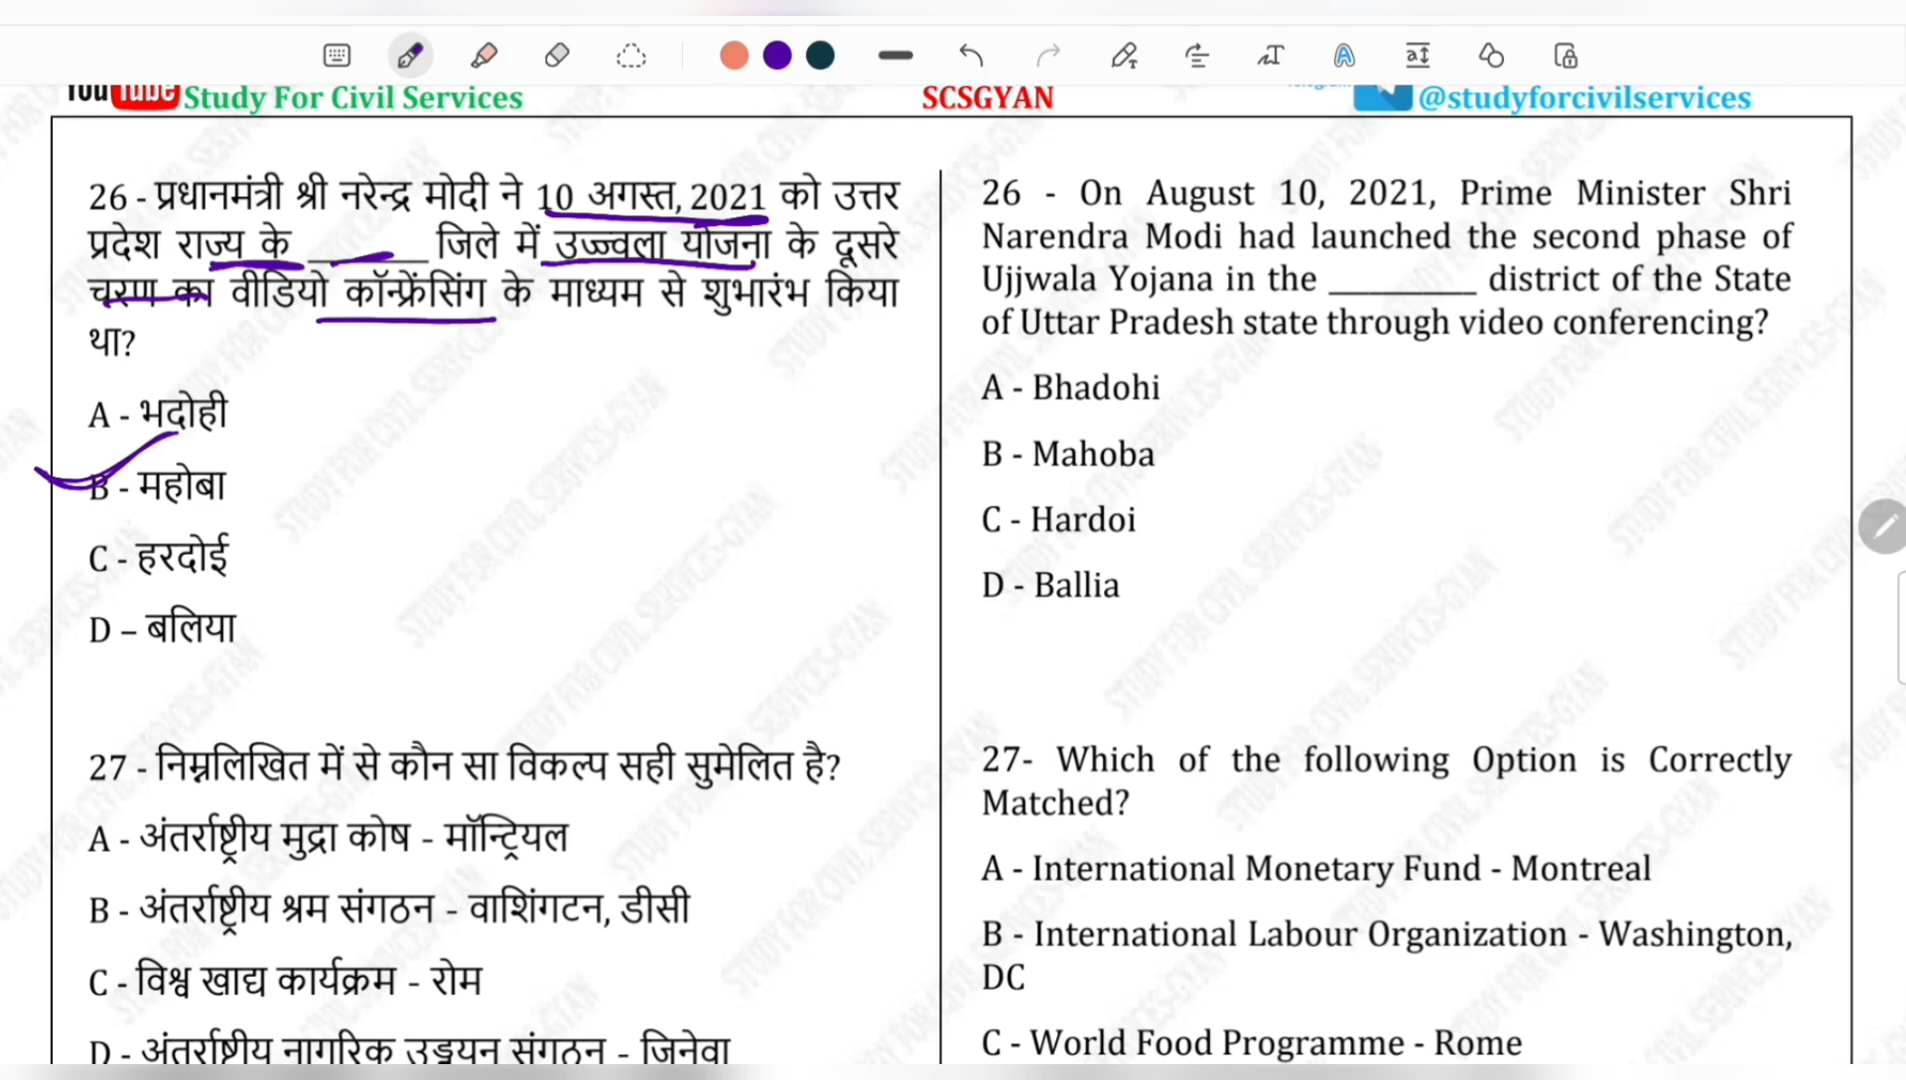 YouTube Study For Civil Services
SCSGYAN
@studyforcivilservices
26 - प्रधानमंत्री श्री नरेन्द्र मोदी ने 10 अगस्त, 2021 को उत्तर
प्रदेश राज्य के _______ जिले में उज्ज्वला योजना के दूसरे
चरण का वीडियो कॉन्फ्रेंसिंग के माध्यम से शुभारंभ किया
था?
A - भदोही
B - महोबा
C - हरदोई
D – बलिया
27 - निम्नलिखित में से कौन सा विकल्प सही सुमेलित है?
A - अंतर्राष्ट्रीय मुद्रा कोष - मॉन्ट्रियल
B - अंतर्राष्ट्रीय श्रम संगठन - वाशिंगटन, डीसी
C - विश्व खाद्य कार्यक्रम - रोम
D - अंतर्राष्ट्रीय नागरिक उड्डयन संगठन - जिनेवा
26 - On August 10, 2021, Prime Minister Shri
Narendra Modi had launched the second phase of
Ujjwala Yojana in the _________ district of the State
of Uttar Pradesh state through video conferencing?
A - Bhadohi
B - Mahoba
C - Hardoi
D - Ballia
27- Which of the following Option is Correctly
Matched?
A - International Monetary Fund - Montreal
B - International Labour Organization - Washington,
DC
C - World Food Programme - Rome